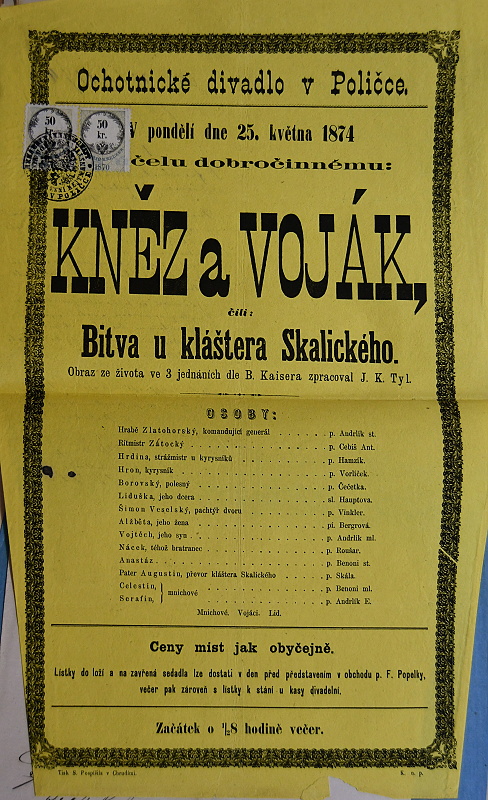 Ochotnické divadlo v Poličce.
V pondělí dne 25. května 1874
50 kr. 50 kr.
1870
čelu dobročinnému:
V POLIČCE
KNĚZ a VOJÁK,
čili:
Bitva u kláštera Skalického.
Obraz ze života ve 3 jednáních dle B. Kaisera zpracoval J. K. Tyl.
OSOBY:
Hrabě Zlatohorský, komandující generál . . . . . . p. Andrlík st.
Ritmistr Zátocký . . . . . . p. Cebiš Ant.
Hrdina, strážmistr u kyrysníků . . . . . . p. Hamzík.
Hron, kyrysník . . . . . . p. Vorlíček.
Borovský, polesný . . . . . . p. Čečetka.
Liduška, jeho dcera . . . . . . sl. Hauptova.
Šimon Veselský, pachtýř dvoru . . . . . . p. Vinkler.
Alžběta, jeho žena . . . . . . pí. Bergrová.
Vojtěch, jeho syn . . . . . . p. Andrlík ml.
Nácek, téhož bratranec . . . . . . p. Roušar.
Anastáz . . . . . . p. Benoni st.
Pater Augustin, převor kláštera Skalického . . . . . . p. Skála.
Celestin, } mnichové . . . . . . p. Benoni ml.
Serafín, } . . . . . . p. Andrlík E.
Mnichové. Vojáci. Lid.
Ceny míst jak obyčejně.
Lístky do loží a na zavřená sedadla lze dostati v den před představením v obchodu p. F. Popelky,
večer pak zároveň s lístky k stání u kasy divadelní.
Začátek o ½8 hodině večer.
Tisk S. Pospíšila v Chrudimi. K. n. p.